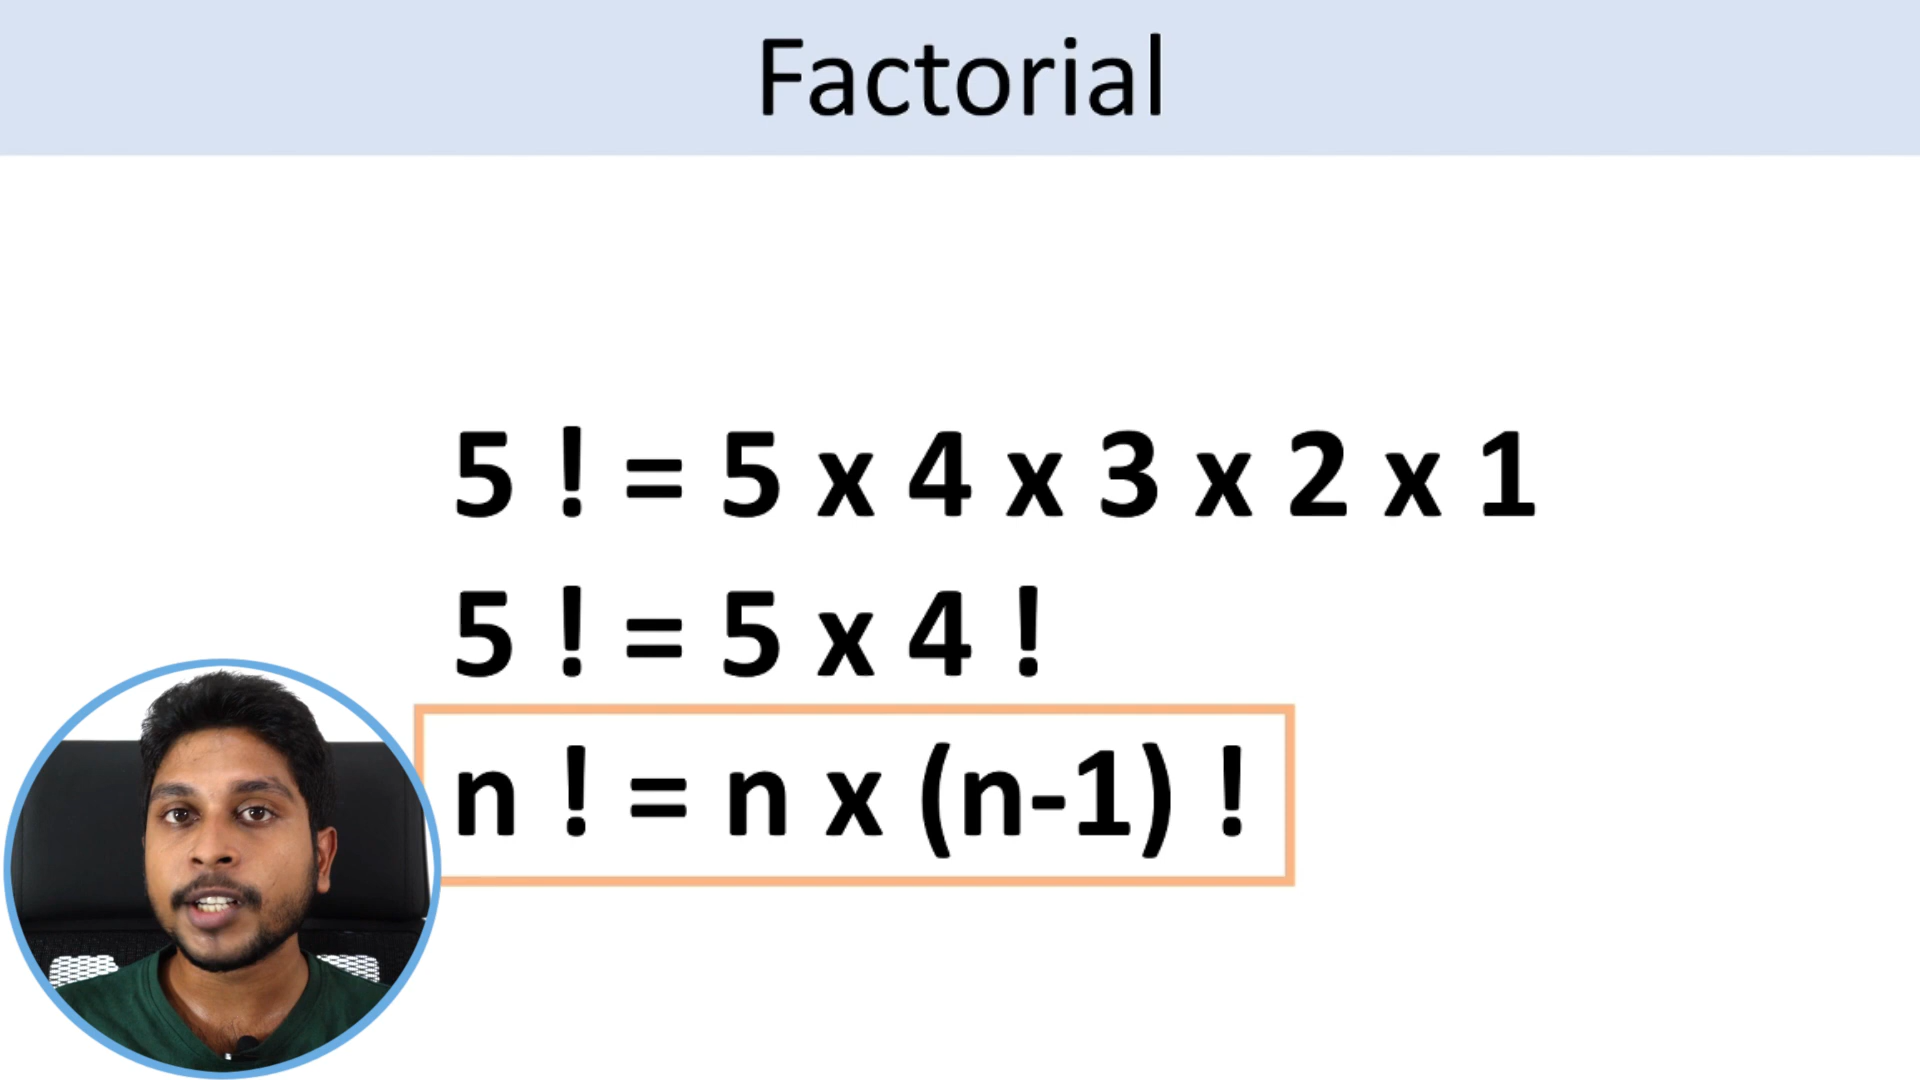 Factorial
5 ! = 5 x 4 x 3 x 2 x 1
5 ! = 5 x 4 !
n ! = n x (n-1) !